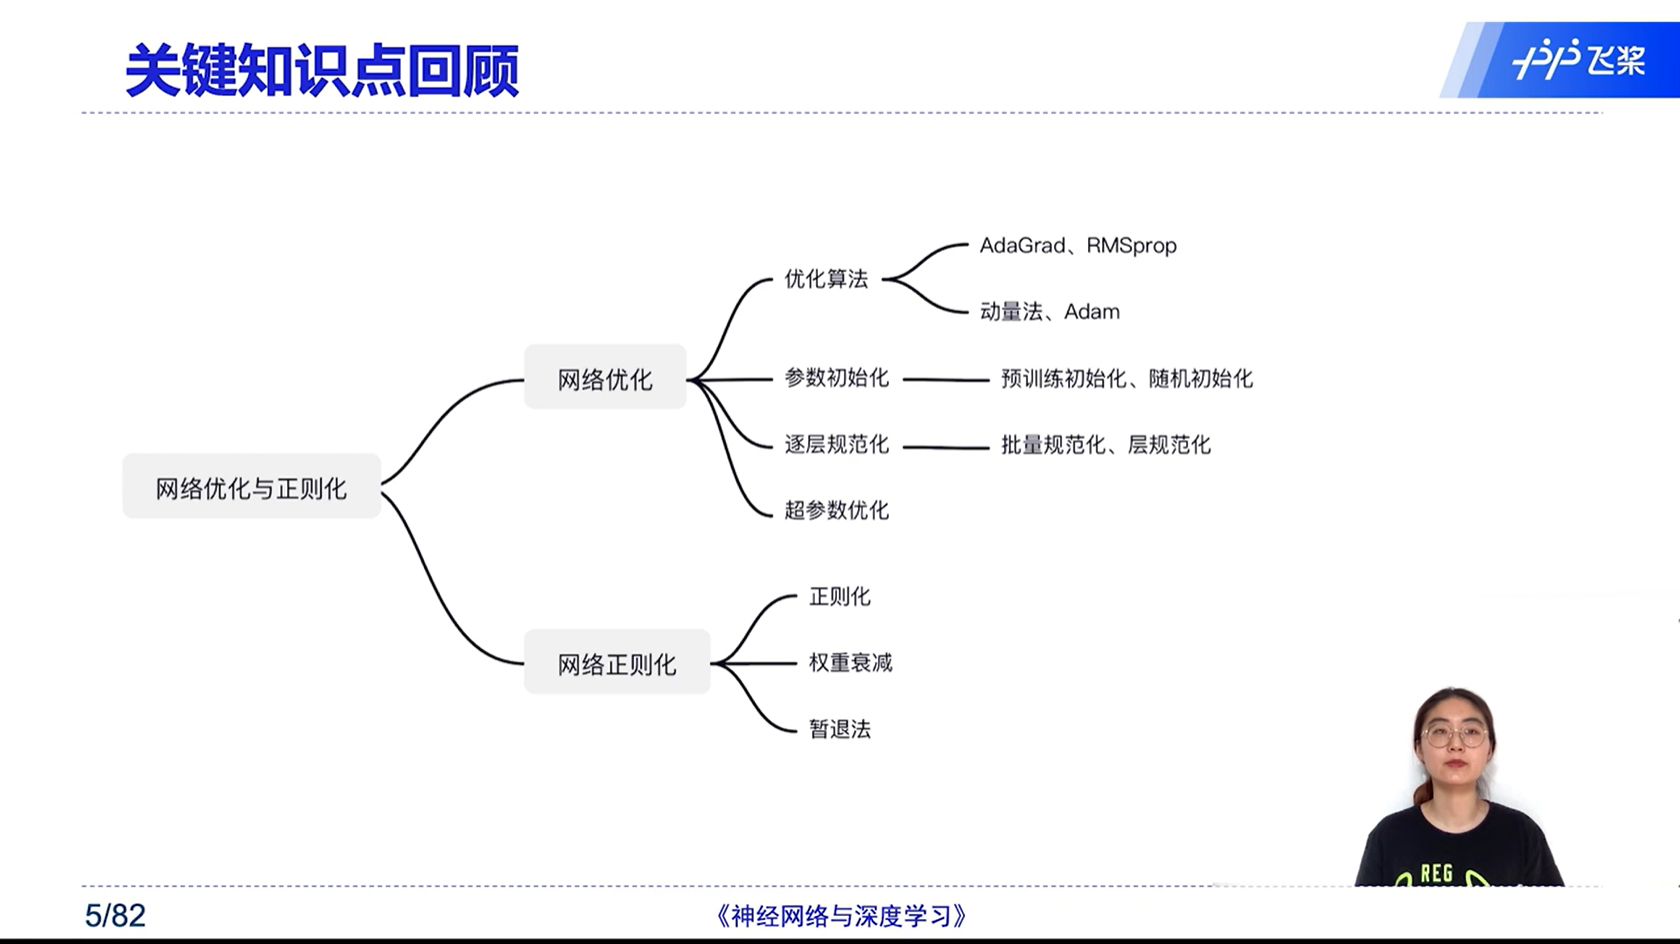 关键知识点回顾
飞桨
AdaGrad、RMSprop
优化算法
动量法、Adam
网络优化
参数初始化
预训练初始化、随机初始化
逐层规范化
批量规范化、层规范化
网络优化与正则化
超参数优化
正则化
网络正则化
权重衰减
暂退法
REG
5/82
《神经网络与深度学习》